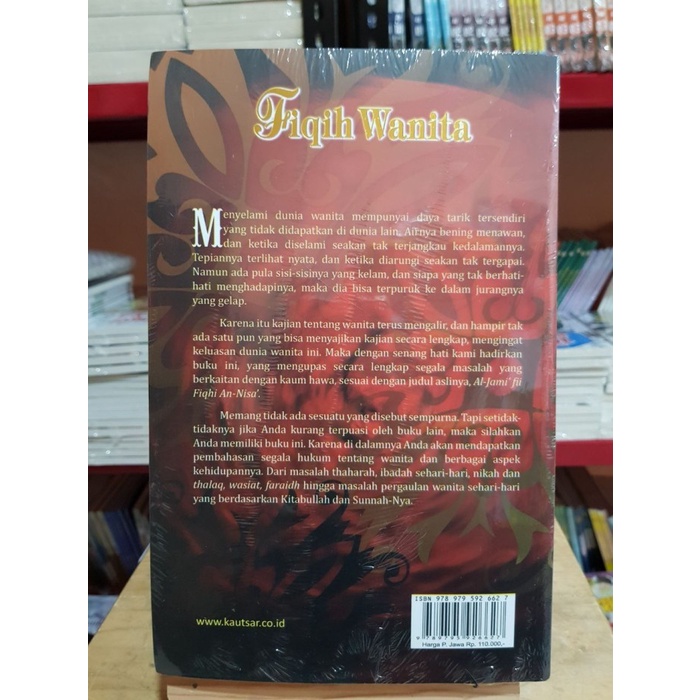 Fiqih Wanita
Menyelami dunia wanita mempunyai daya tarik tersendiri
yang tidak didapatkan di dunia lain, Airnya bening menawan,
dan ketika diselami seakan tak terjangkau kedalamannya.
Tepiannya terlihat nyata, dan ketika diarungi seakan tak tergapai.
Namun ada pula sisi-sisinya yang kelam, dan siapa yang tak berhati-
hati menghadapinya, maka dia bisa terpuruk ke dalam jurangnya
yang gelap.
Karena itu kajian tentang wanita terus mengalir, dan hampir tak
ada satu pun yang bisa menyajikan kajian secara lengkap, mengingat
keluasan dunia wanita ini. Maka dengan senang hati kami hadirkan
buku ini, yang mengupas secara lengkap segala masalah yang
berkaitan dengan kaum hawa, sesuai dengan judul aslinya, Al-Jami' fii
Fiqhi An-Nisa'.
Memang tidak ada sesuatu yang disebut sempurna. Tapi setidak-
tidaknya jika Anda kurang terpuasi oleh buku lain, maka silahkan
Anda memiliki buku ini. Karena di dalamnya Anda akan mendapatkan
pembahasan segala hukum tentang wanita dan berbagai aspek
kehidupannya. Dari masalah thaharah, ibadah sehari-hari, nikah dan
thalaq, wasiat, faraidh hingga masalah pergaulan wanita sehari-hari
yang berdasarkan Kitabullah dan Sunnah-Nya.
www.kautsar.co.id
ISBN 978 979 592 662 7
9 789795 926627
Harga P. Jawa Rp. 110.000,-